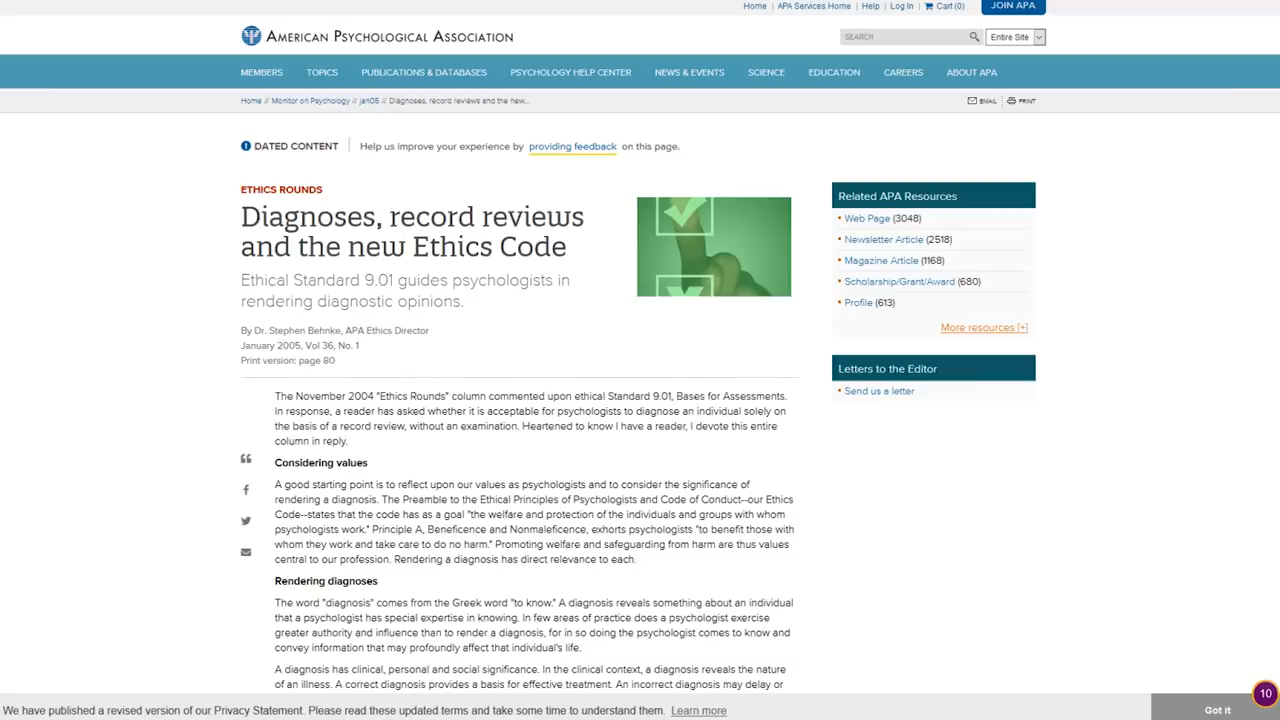 Home | APA Services Home | Help | Log In | Cart (0) JOIN APA
AMERICAN PSYCHOLOGICAL ASSOCIATION
SEARCH Entire Site
MEMBERS TOPICS PUBLICATIONS & DATABASES PSYCHOLOGY HELP CENTER NEWS & EVENTS SCIENCE EDUCATION CAREERS ABOUT APA
Home // Monitor on Psychology // jan05 // Diagnoses, record reviews and the new... EMAIL PRINT
DATED CONTENT Help us improve your experience by providing feedback on this page.
ETHICS ROUNDS
Diagnoses, record reviews
and the new Ethics Code
Ethical Standard 9.01 guides psychologists in
rendering diagnostic opinions.
By Dr. Stephen Behnke, APA Ethics Director
January 2005, Vol 36, No. 1
Print version: page 80
The November 2004 "Ethics Rounds" column commented upon ethical Standard 9.01, Bases for Assessments.
In response, a reader has asked whether it is acceptable for psychologists to diagnose an individual solely on
the basis of a record review, without an examination. Heartened to know I have a reader, I devote this entire
column in reply.
Considering values
A good starting point is to reflect upon our values as psychologists and to consider the significance of
rendering a diagnosis. The Preamble to the Ethical Principles of Psychologists and Code of Conduct--our Ethics
Code--states that the code has as a goal "the welfare and protection of the individuals and groups with whom
psychologists work." Principle A, Beneficence and Nonmaleficence, exhorts psychologists "to benefit those with
whom they work and take care to do no harm." Promoting welfare and safeguarding from harm are thus values
central to our profession. Rendering a diagnosis has direct relevance to each.
Rendering diagnoses
The word "diagnosis" comes from the Greek word "to know." A diagnosis reveals something about an individual
that a psychologist has special expertise in knowing. In few areas of practice does a psychologist exercise
greater authority and influence than to render a diagnosis, for in so doing the psychologist comes to know and
convey information that may profoundly affect that individual's life.
A diagnosis has clinical, personal and social significance. In the clinical context, a diagnosis reveals the nature
of an illness. A correct diagnosis provides a basis for effective treatment. An incorrect diagnosis may delay or
Related APA Resources
Web Page (3048)
Newsletter Article (2518)
Magazine Article (1168)
Scholarship/Grant/Award (680)
Profile (613)
More resources [+]
Letters to the Editor
Send us a letter
We have published a revised version of our Privacy Statement. Please read these updated terms and take some time to understand them. Learn more Got it
10